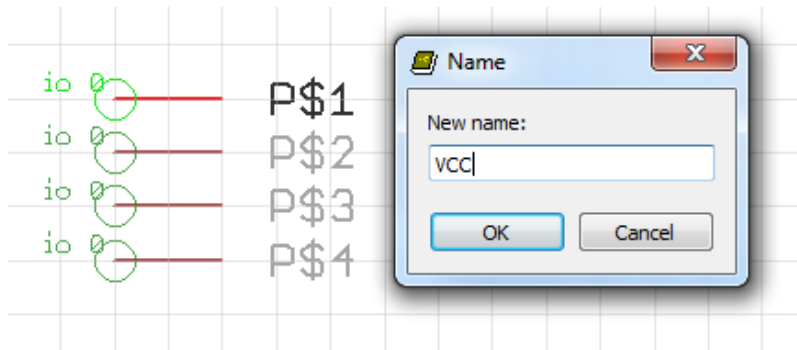 io 0 P$1
io 0 P$2
io 0 P$3
io 0 P$4
Name
New name:
VCC
OK Cancel